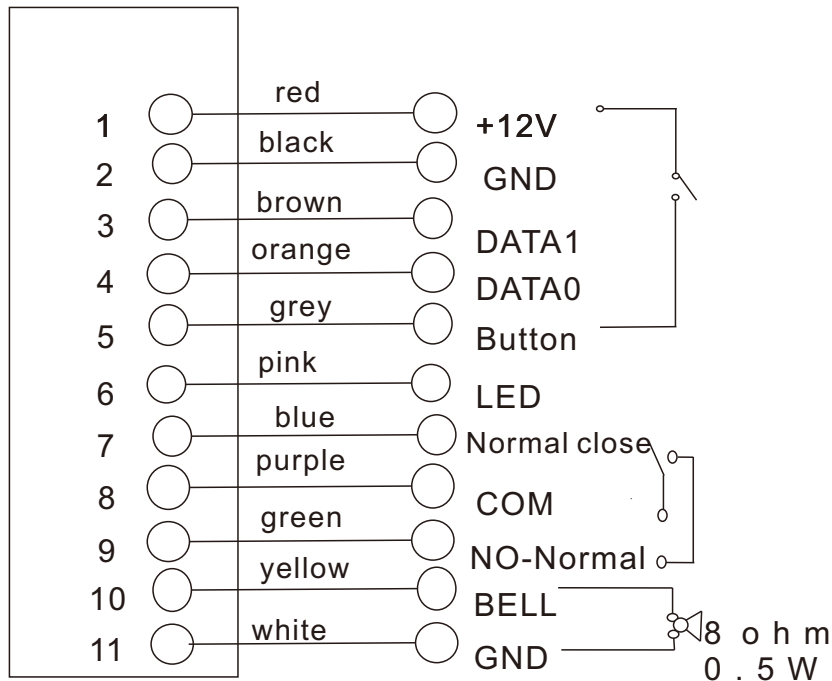 1 red +12V
2 black GND
3 brown DATA1
4 orange DATA0
5 grey Button
6 pink LED
7 blue Normal close
8 purple COM
9 green NO-Normal
10 yellow BELL
11 white GND
8 ohm
0.5W